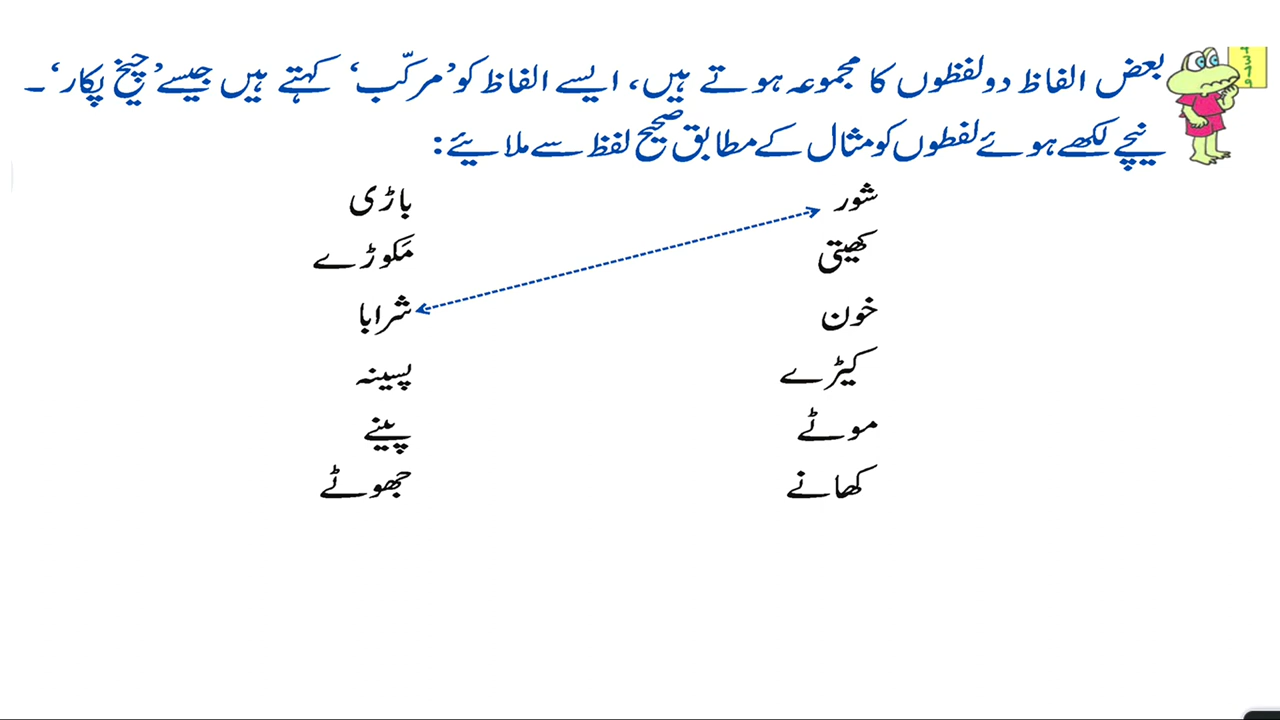 بعض الفاظ دو لفظوں کا مجموعہ ہوتے ہیں، ایسے الفاظ کو ’مرکّب‘ کہتے ہیں جیسے ’چیخ پکار‘۔
نیچے لکھے ہوئے لفظوں کو مثال کے مطابق صحیح لفظ سے ملائیے:
شور باڑی
کھیتی مَکوڑے
خون شرابا
کیڑے پسینہ
موٹے پینے
کھانے جھوٹے